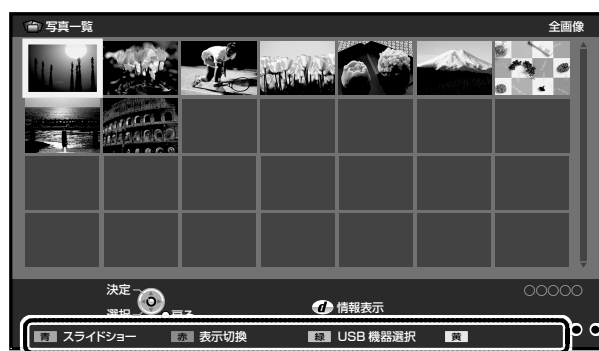 写真一覧 全画像
決定
選択 戻る
d 情報表示
○○○○○
青 スライドショー 赤 表示切換 緑 USB 機器選択 黄